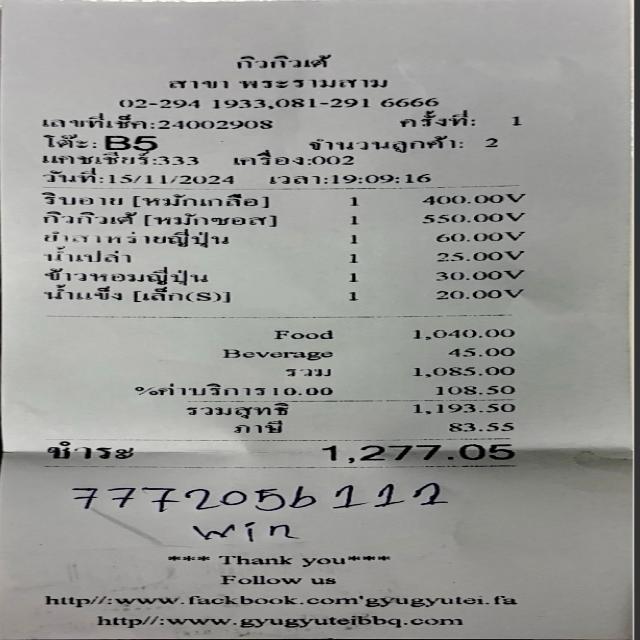 กิวกิวเต้
สาขา พระรามสาม
02-294 1933,081-291 6666
เลขที่เช็ค:24002908 ครั้งที่: 1
โต๊ะ: B5 จำนวนลูกค้า: 2
แคชเชียร์:333 เครื่อง:002
วันที่:15/11/2024 เวลา:19:09:16
ริบอาย [หมักเกลือ] 1 400.00V
กิวกิวเต้ [หมักซอส] 1 550.00V
ยำสาหร่ายญี่ปุ่น 1 60.00V
น้ำเปล่า 1 25.00V
ข้าวหอมญี่ปุ่น 1 30.00V
น้ำแข็ง [เล็ก(S)] 1 20.00V
Food 1,040.00
Beverage 45.00
รวม 1,085.00
%ค่าบริการ10.00 108.50
รวมสุทธิ 1,193.50
ภาษี 83.55
ชำระ 1,277.05
7772056111
win
*** Thank you***
Follow us
http//:www.fackbook.com'gyugyutei.fa
http//:www.gyugyuteibbq.com